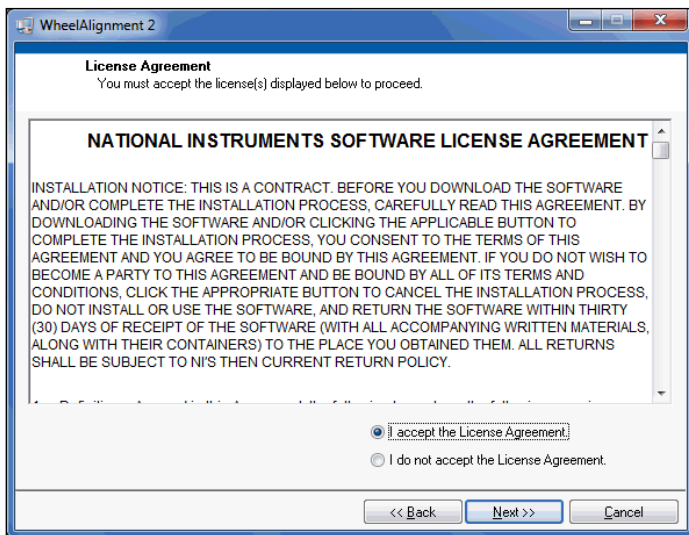 WheelAlignment 2
License Agreement
You must accept the license(s) displayed below to proceed.
NATIONAL INSTRUMENTS SOFTWARE LICENSE AGREEMENT
INSTALLATION NOTICE: THIS IS A CONTRACT. BEFORE YOU DOWNLOAD THE SOFTWARE
AND/OR COMPLETE THE INSTALLATION PROCESS, CAREFULLY READ THIS AGREEMENT. BY
DOWNLOADING THE SOFTWARE AND/OR CLICKING THE APPLICABLE BUTTON TO
COMPLETE THE INSTALLATION PROCESS, YOU CONSENT TO THE TERMS OF THIS
AGREEMENT AND YOU AGREE TO BE BOUND BY THIS AGREEMENT. IF YOU DO NOT WISH TO
BECOME A PARTY TO THIS AGREEMENT AND BE BOUND BY ALL OF ITS TERMS AND
CONDITIONS, CLICK THE APPROPRIATE BUTTON TO CANCEL THE INSTALLATION PROCESS,
DO NOT INSTALL OR USE THE SOFTWARE, AND RETURN THE SOFTWARE WITHIN THIRTY
(30) DAYS OF RECEIPT OF THE SOFTWARE (WITH ALL ACCOMPANYING WRITTEN MATERIALS,
ALONG WITH THEIR CONTAINERS) TO THE PLACE YOU OBTAINED THEM. ALL RETURNS
SHALL BE SUBJECT TO NI'S THEN CURRENT RETURN POLICY.
I accept the License Agreement.
I do not accept the License Agreement.
<< Back
Next >>
Cancel